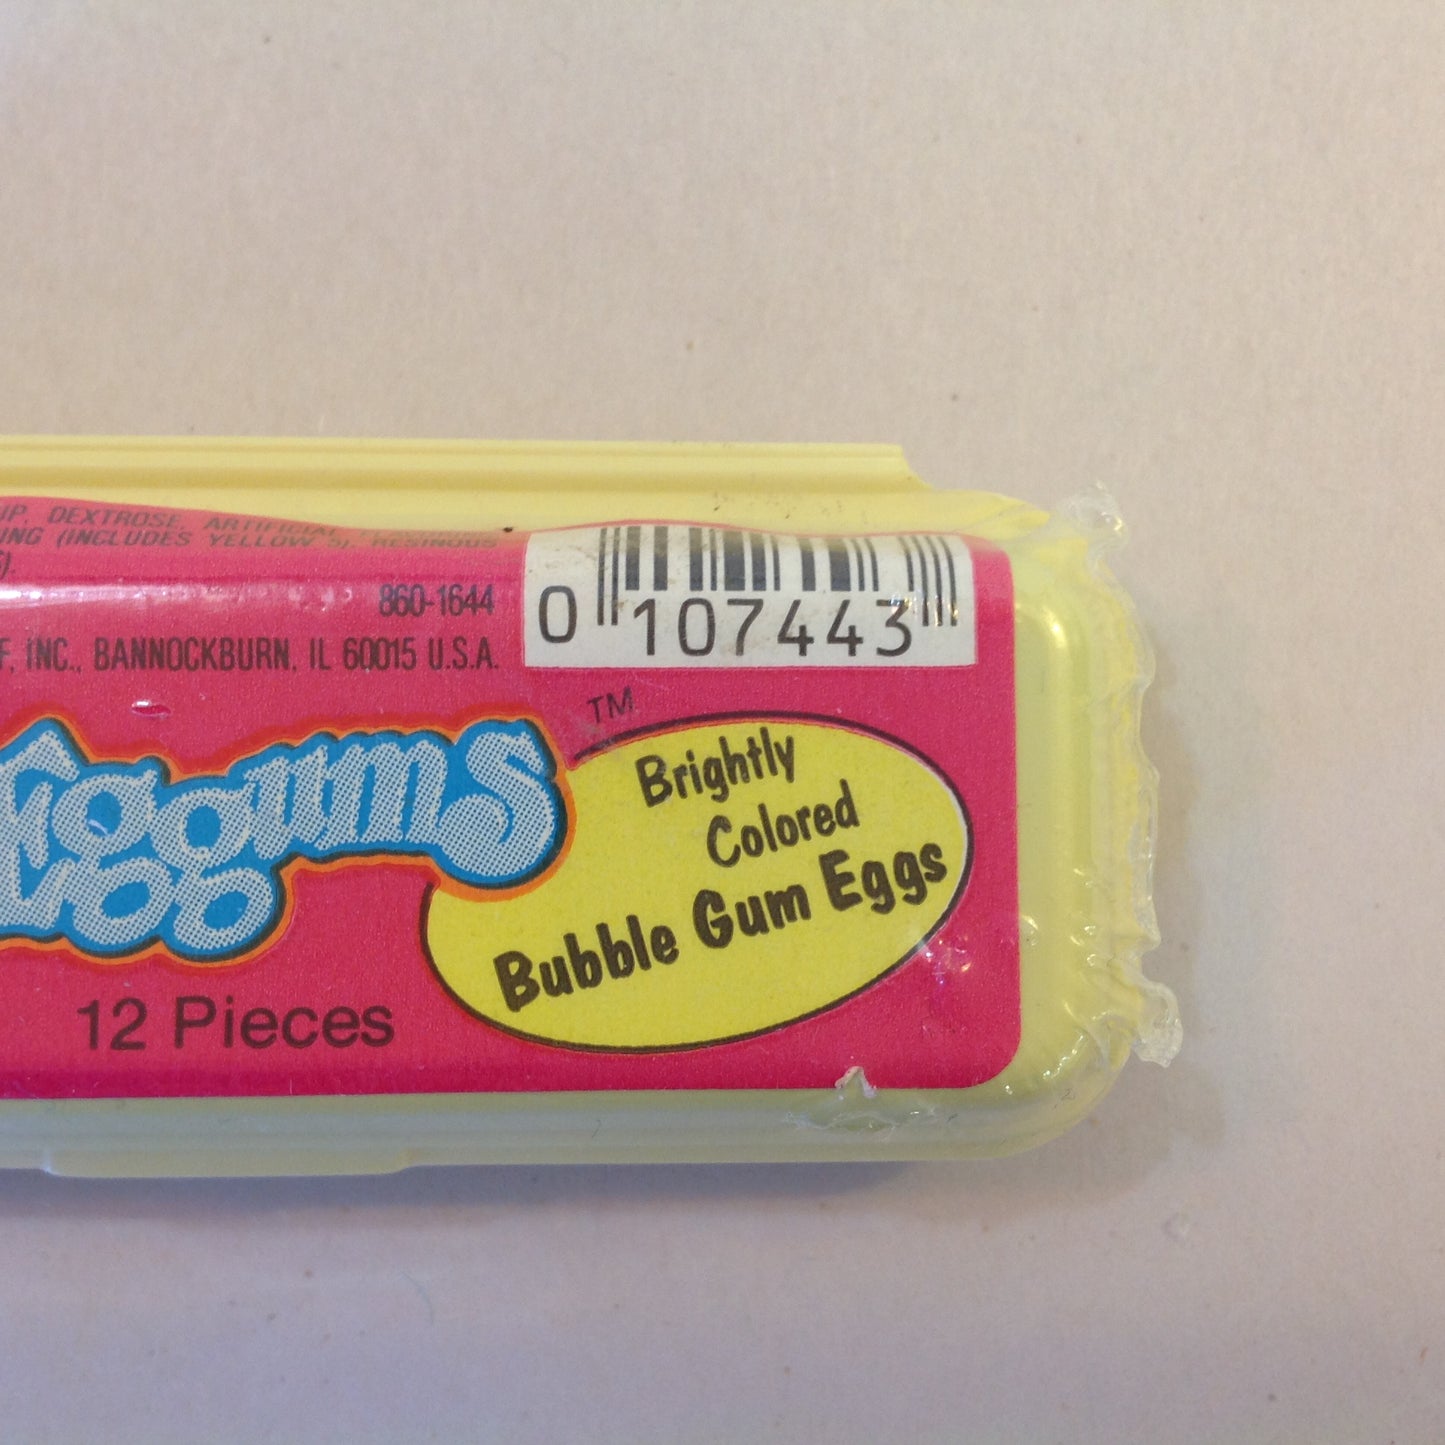 DEXTROSE, ARTIFICIAL
(INCLUDES YELLOW 5), RESINOUS
860-1644
INC., BANNOCKBURN, IL 60015 U.S.A.
0 107443
TM
Eggums
Brightly
Colored
Bubble Gum Eggs
12 Pieces